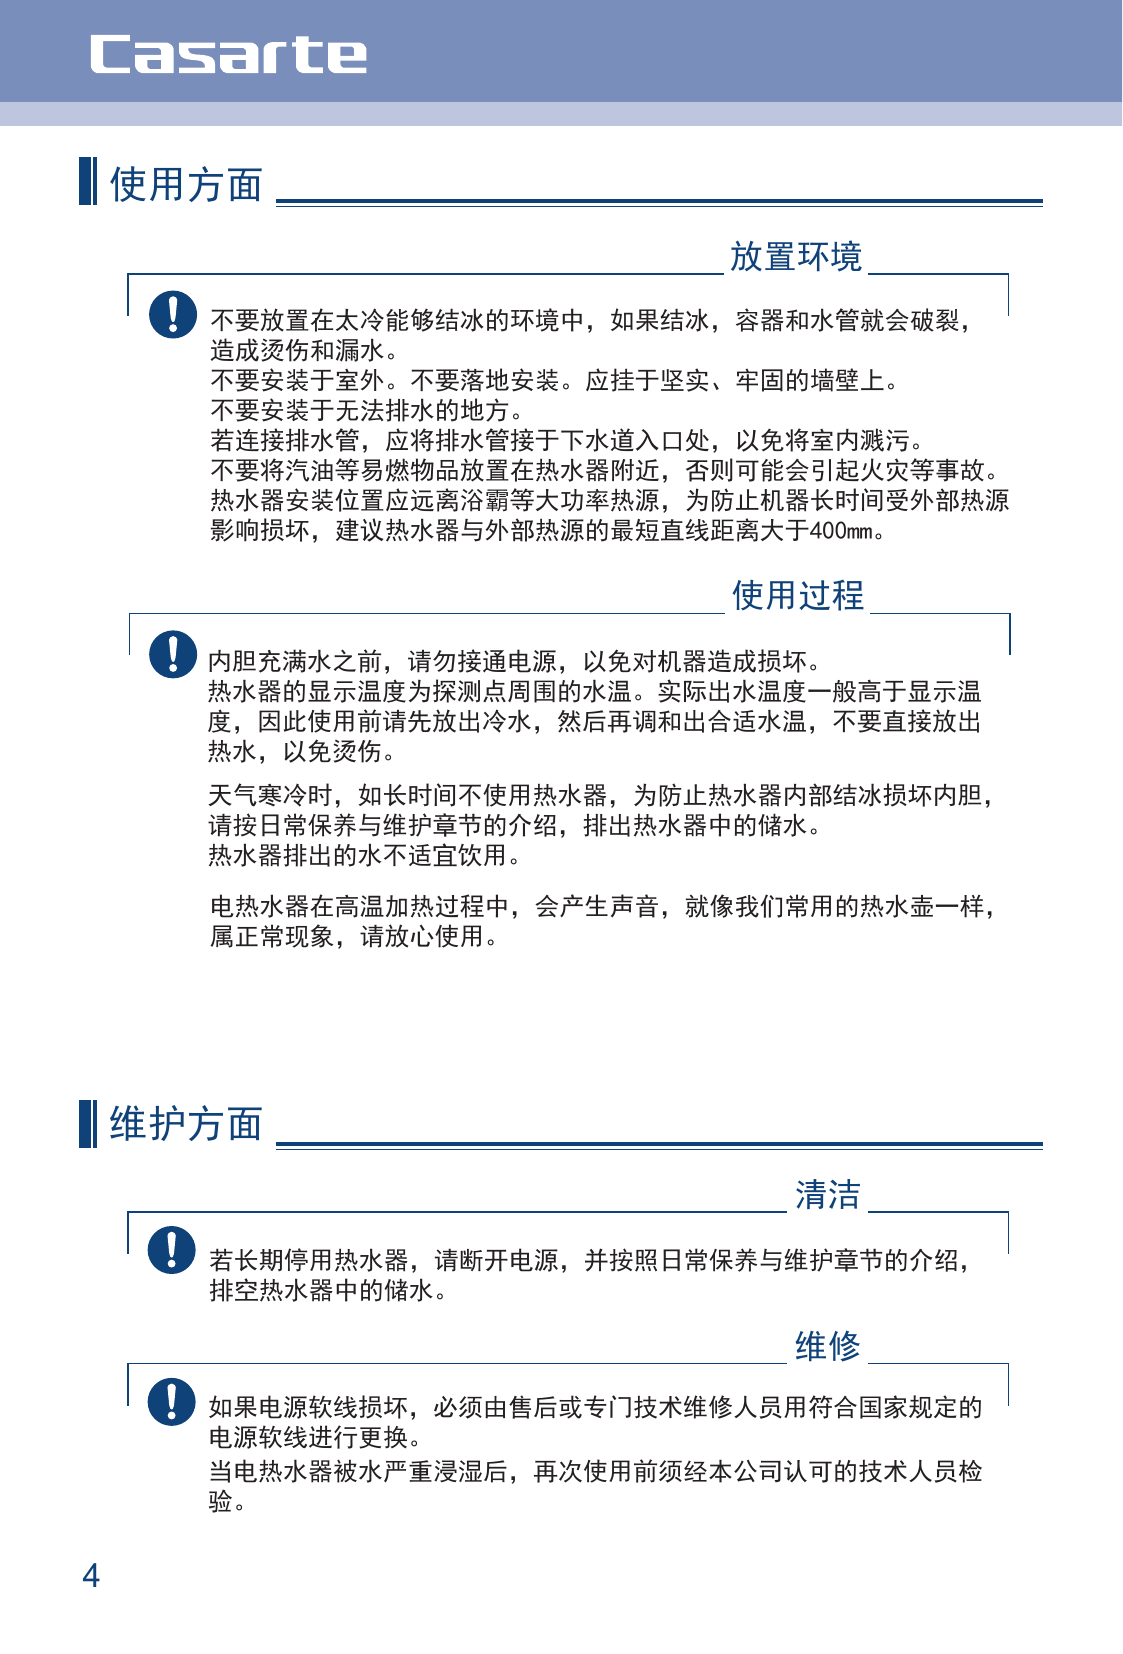 Casarte
使用方面
放置环境
不要放置在太冷能够结冰的环境中，如果结冰，容器和水管就会破裂，
造成烫伤和漏水。
不要安装于室外。不要落地安装。应挂于坚实、牢固的墙壁上。
不要安装于无法排水的地方。
若连接排水管，应将排水管接于下水道入口处，以免将室内溅污。
不要将汽油等易燃物品放置在热水器附近，否则可能会引起火灾等事故。
热水器安装位置应远离浴霸等大功率热源，为防止机器长时间受外部热源
影响损坏，建议热水器与外部热源的最短直线距离大于400mm。
使用过程
内胆充满水之前，请勿接通电源，以免对机器造成损坏。
热水器的显示温度为探测点周围的水温。实际出水温度一般高于显示温
度，因此使用前请先放出冷水，然后再调和出合适水温，不要直接放出
热水，以免烫伤。
天气寒冷时，如长时间不使用热水器，为防止热水器内部结冰损坏内胆，
请按日常保养与维护章节的介绍，排出热水器中的储水。
热水器排出的水不适宜饮用。
电热水器在高温加热过程中，会产生声音，就像我们常用的热水壶一样，
属正常现象，请放心使用。
维护方面
清洁
若长期停用热水器，请断开电源，并按照日常保养与维护章节的介绍，
排空热水器中的储水。
维修
如果电源软线损坏，必须由售后或专门技术维修人员用符合国家规定的
电源软线进行更换。
当电热水器被水严重浸湿后，再次使用前须经本公司认可的技术人员检
验。
4